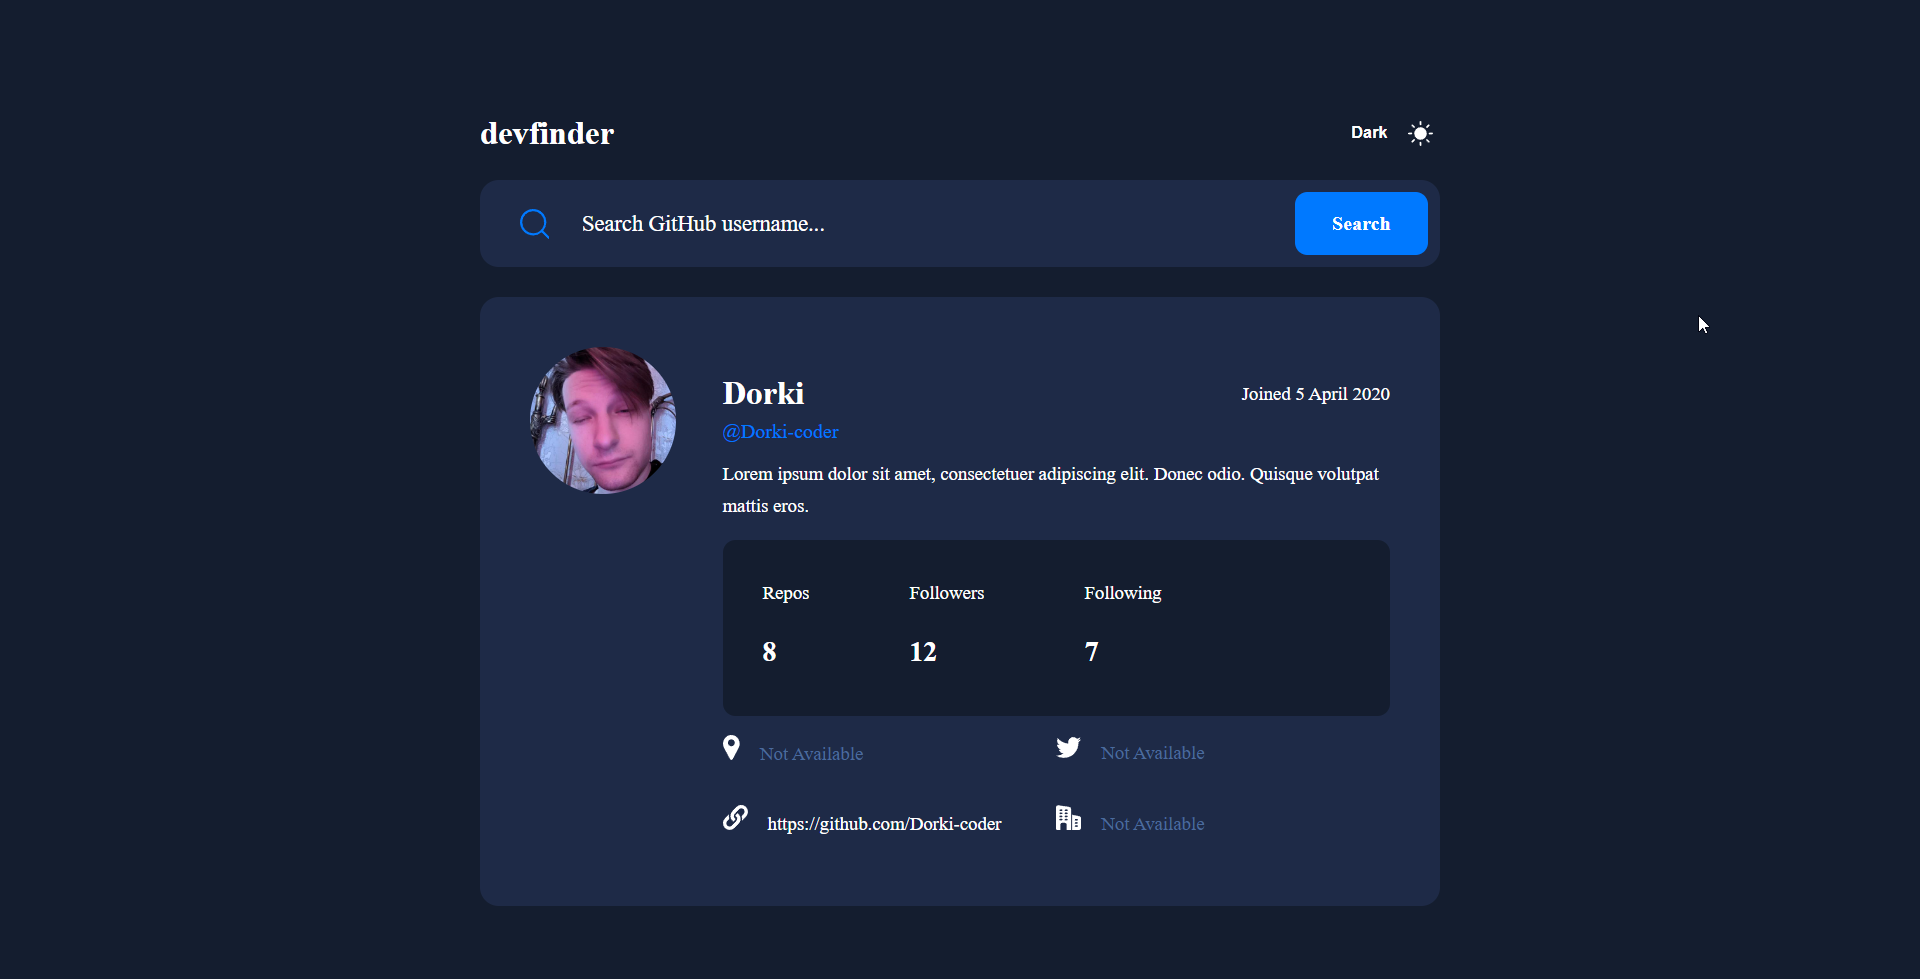 devfinder
Dark
Search GitHub username...
Search
Dorki
Joined 5 April 2020
@Dorki-coder
Lorem ipsum dolor sit amet, consectetuer adipiscing elit. Donec odio. Quisque volutpat
mattis eros.
Repos Followers Following
8 12 7
Not Available
Not Available
https://github.com/Dorki-coder
Not Available